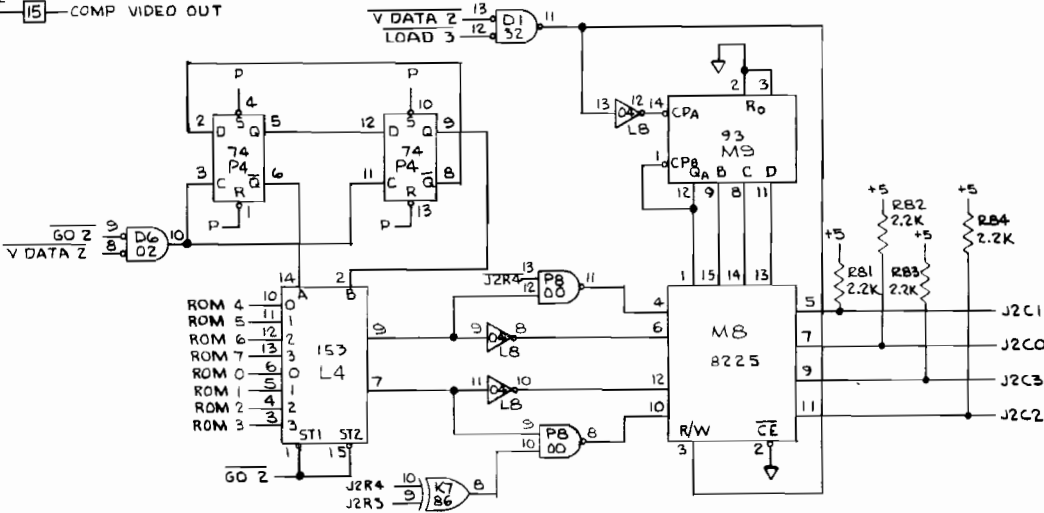 15 COMP VIDEO OUT
V DATA 2 13 D1 11
LOAD 3 12 32
P P
4 10
2 D S Q 5 12 D S Q 9
74 74
P4 P4
3 C Q 6 11 C Q 8
R R
1 13
P P
13 04 12 14 CPA
L8
2 3
R0
93
M9
1 CPB QA B C D
12 9 8 11
GO 2 9 D6 10
V DATA 2 8 02
+5 R82 2.2K
+5 R84 2.2K
+5 R81 2.2K
+5 R83 2.2K
14 2
A B
ROM 4 10 0
ROM 5 11 1
ROM 6 12 2
ROM 7 13 3
ROM 0 6 0
ROM 1 5 1
ROM 2 4 2
ROM 3 3 3
153
L4
9
7
ST1 ST2
1 15
GO 2
J2R4 13 P8 11
12 00
9 04 8
L8
11 04 10
L8
9 P8 8
10 00
J2R4 10 K7 8
J2R5 9 86
1 15 14 13
4
6
12
10
M8
8225
R/W CE
3 2
5 J2C1
7 J2C0
9 J2C3
11 J2C2